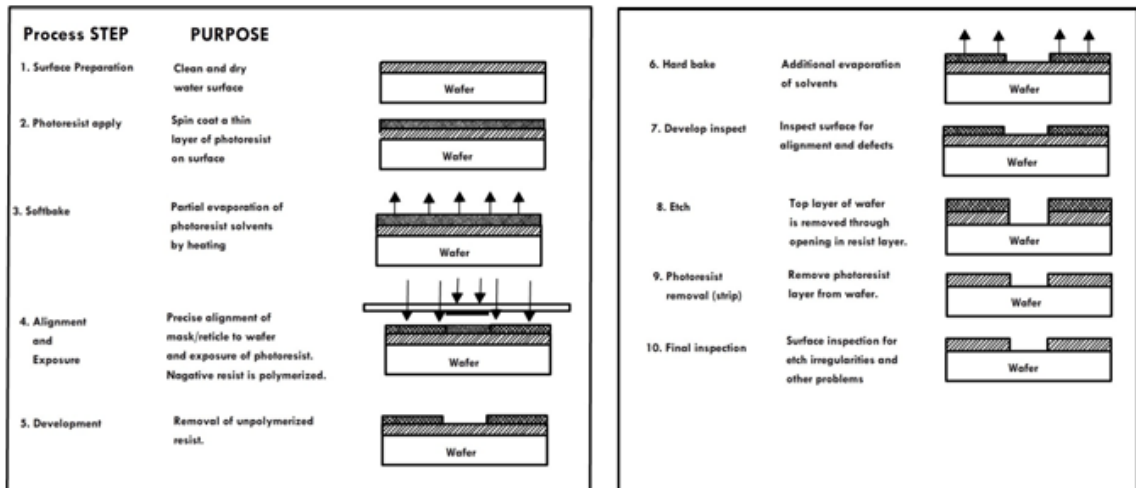 Process STEP PURPOSE
1. Surface Preparation Clean and dry
water surface
Wafer
2. Photoresist apply Spin coat a thin
layer of photoresist
on surface
Wafer
3. Softbake Partial evaporation of
photoresist solvents
by heating
Wafer
4. Alignment Precise alignment of
and mask/reticle to wafer
Exposure and exposure of photoresist.
Nagative resist is polymerized.
Wafer
5. Development Removal of unpolymerized
resist.
Wafer
6. Hard bake Additional evaporation
of solvents
Wafer
7. Develop inspect Inspect surface for
alignment and defects
Wafer
8. Etch Top layer of wafer
is removed through
opening in resist layer.
Wafer
9. Photoresist Remove photoresist
removal (strip) layer from wafer.
Wafer
10. Final inspection Surface inspection for
etch irregularities and
other problems
Wafer